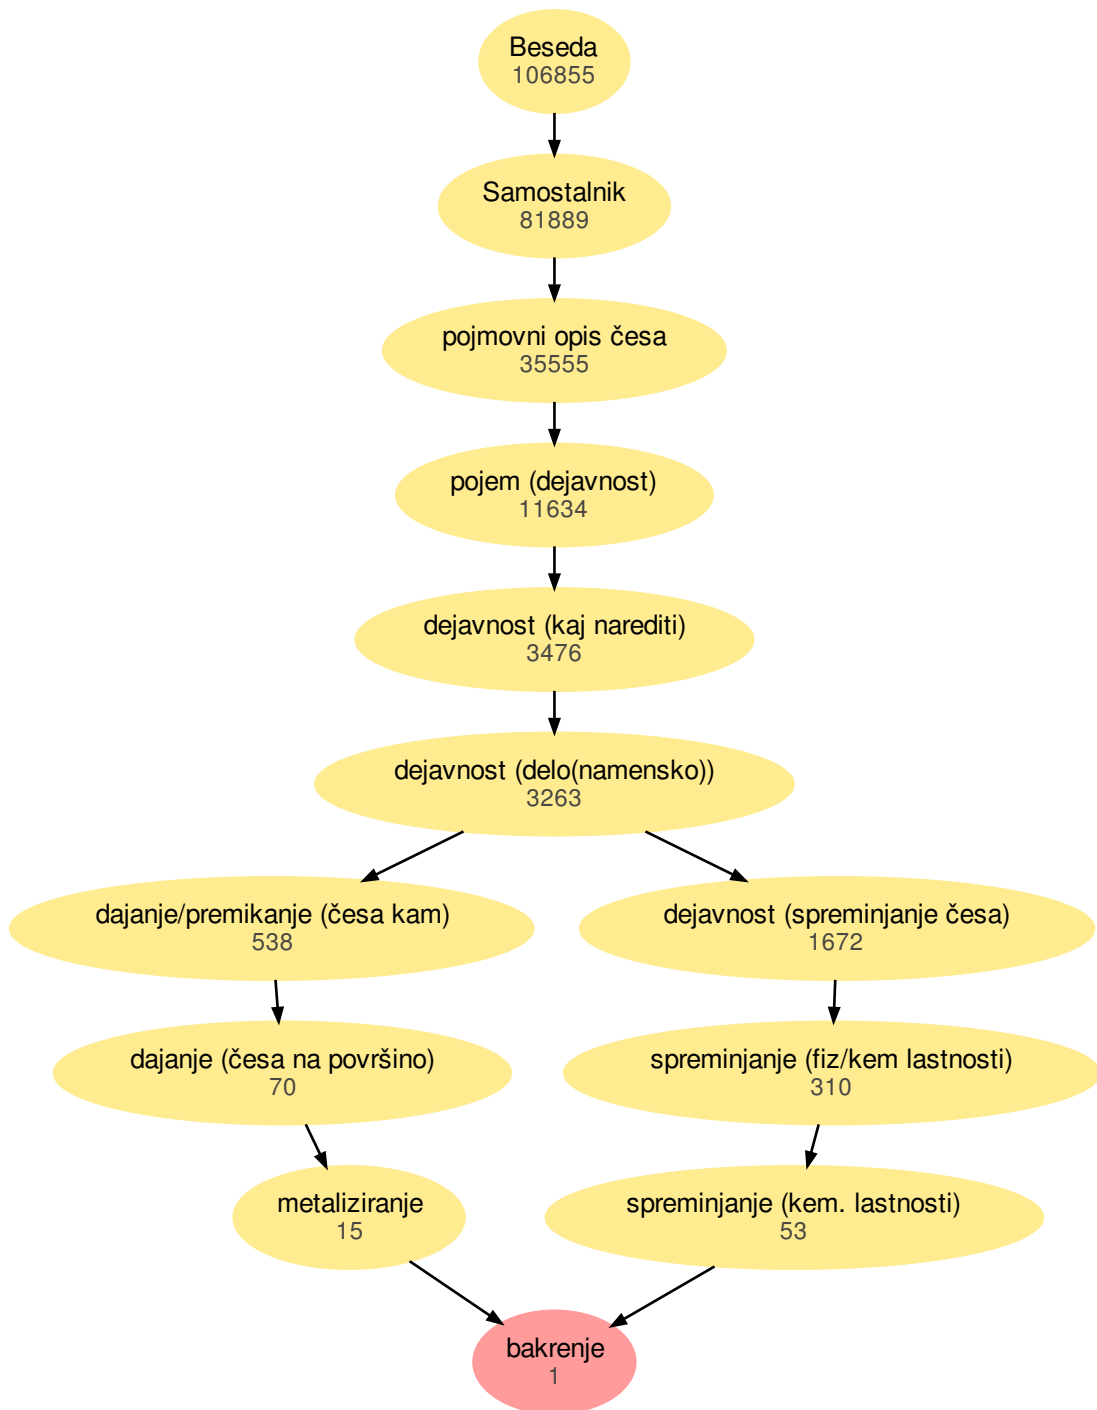 Beseda
106855
Samostalnik
81889
pojmovni opis česa
35555
pojem (dejavnost)
11634
dejavnost (kaj narediti)
3476
dejavnost (delo(namensko))
3263
dajanje/premikanje (česa kam)
538
dejavnost (spreminjanje česa)
1672
dajanje (česa na površino)
70
spreminjanje (fiz/kem lastnosti)
310
metaliziranje
15
spreminjanje (kem. lastnosti)
53
bakrenje
1